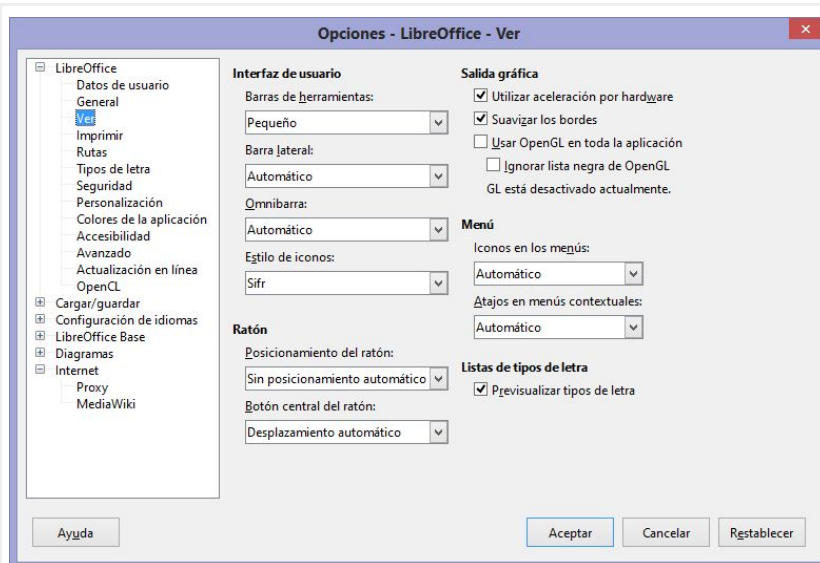 Opciones - LibreOffice - Ver
LibreOffice
Datos de usuario
General
Ver
Imprimir
Rutas
Tipos de letra
Seguridad
Personalización
Colores de la aplicación
Accesibilidad
Avanzado
Actualización en línea
OpenCL
Cargar/guardar
Configuración de idiomas
LibreOffice Base
Diagramas
Internet
Proxy
MediaWiki
Interfaz de usuario
Barras de herramientas:
Pequeño
Barra lateral:
Automático
Omnibarra:
Automático
Estilo de iconos:
Sifr
Ratón
Posicionamiento del ratón:
Sin posicionamiento automático
Botón central del ratón:
Desplazamiento automático
Salida gráfica
Utilizar aceleración por hardware
Suavizar los bordes
Usar OpenGL en toda la aplicación
Ignorar lista negra de OpenGL
GL está desactivado actualmente.
Menú
Iconos en los menús:
Automático
Atajos en menús contextuales:
Automático
Listas de tipos de letra
Previsualizar tipos de letra
Ayuda
Aceptar
Cancelar
Restablecer